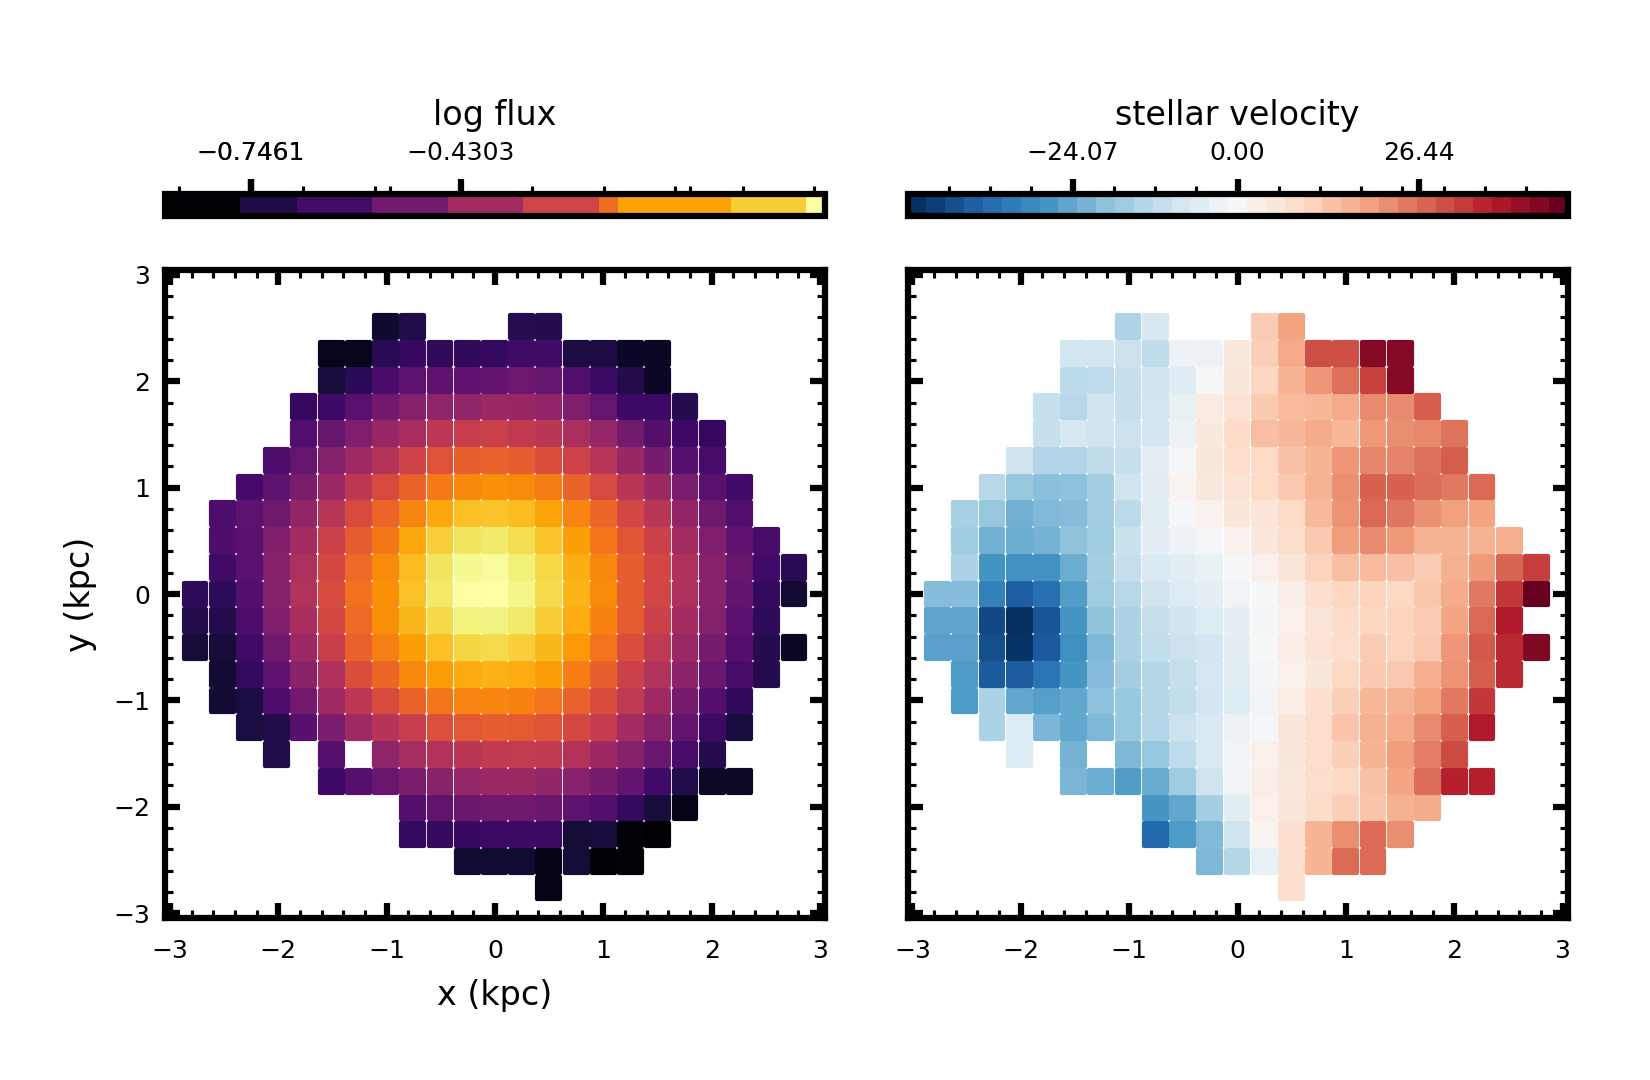 log flux
−0.7461 −0.4303
stellar velocity
−24.07 0.00 26.44
3
2
1
0
−1
−2
−3
y (kpc)
−3 −2 −1 0 1 2 3
x (kpc)
−3 −2 −1 0 1 2 3